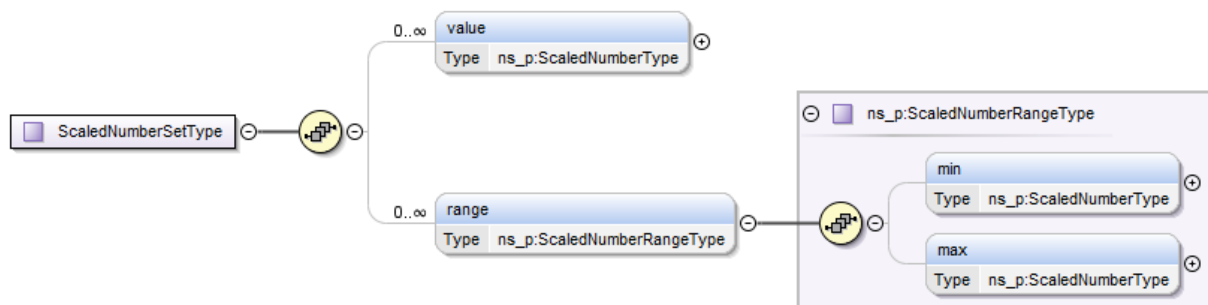 0..∞
value
Type ns_p:ScaledNumberType
ScaledNumberSetType
ns_p:ScaledNumberRangeType
min
Type ns_p:ScaledNumberType
0..∞
range
Type ns_p:ScaledNumberRangeType
max
Type ns_p:ScaledNumberType